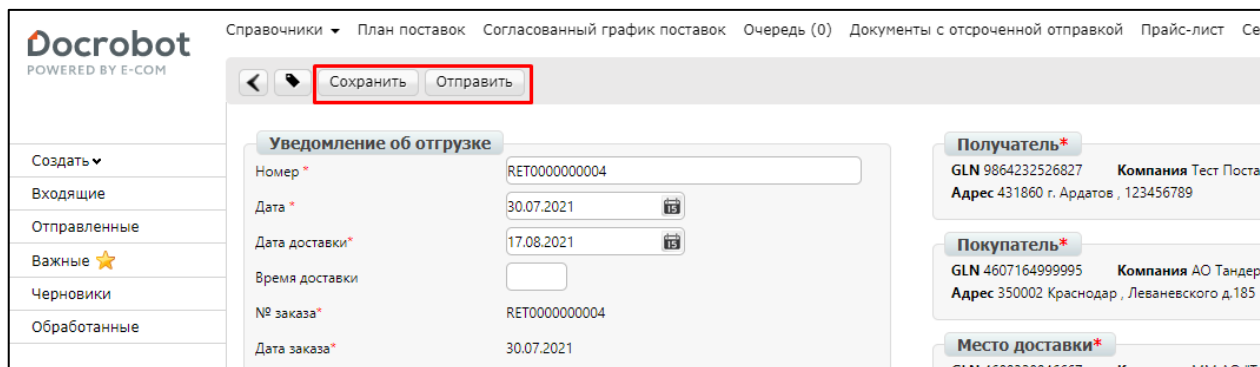 Docrobot
POWERED BY E-COM
Справочники План поставок Согласованный график поставок Очередь (0) Документы с отсроченной отправкой Прайс-лист
Сохранить Отправить
Создать
Входящие
Отправленные
Важные
Черновики
Обработанные
Уведомление об отгрузке
Номер * RET0000000004
Дата * 30.07.2021
Дата доставки* 17.08.2021
Время доставки
№ заказа* RET0000000004
Дата заказа* 30.07.2021
Получатель*
GLN 9864232526827 Компания Тест Поста
Адрес 431860 г. Ардатов , 123456789
Покупатель*
GLN 4607164999995 Компания АО Тандер
Адрес 350002 Краснодар , Леваневского д.185
Место доставки*